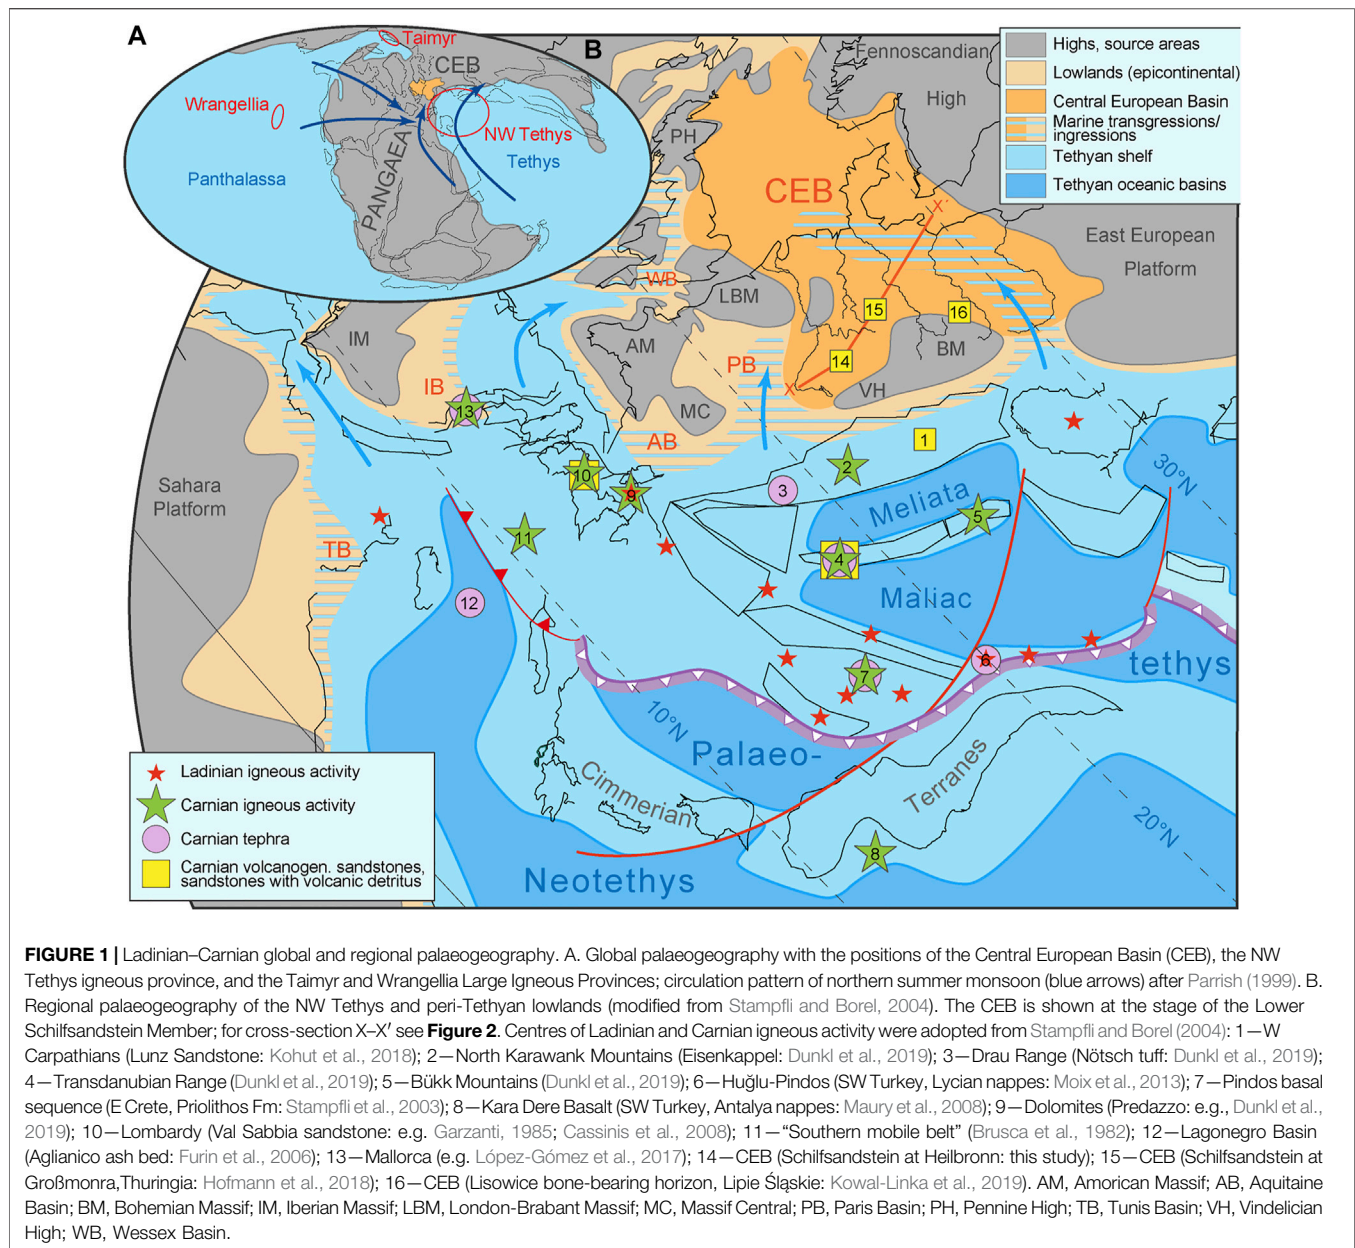 A
Taimyr
CEB
Wrangellia
NW Tethys
Tethys
Panthalassa
PANGAEA
B
Fennoscandian
High
PH
CEB
X'
East European
Platform
Highs, source areas
Lowlands (epicontinental)
Central European Basin
Marine transgressions/
ingressions
Tethyan shelf
Tethyan oceanic basins
WB
LBM
IM
AM
IB
PB
MC
AB
15
16
14
BM
VH
X
13
1
2
3
10
9
11
12
Meliata
5
4
Maliac
30°N
Sahara
Platform
TB
6
7
tethys
10°N
Palaeo-
Cimmerian
Terranes
20°N
8
Neotethys
Ladinian igneous activity
Carnian igneous activity
Carnian tephra
Carnian volcanogen. sandstones,
sandstones with volcanic detritus
FIGURE 1 | Ladinian–Carnian global and regional palaeogeography. A. Global palaeogeography with the positions of the Central European Basin (CEB), the NW
Tethys igneous province, and the Taimyr and Wrangellia Large Igneous Provinces; circulation pattern of northern summer monsoon (blue arrows) after Parrish (1999). B.
Regional palaeogeography of the NW Tethys and peri-Tethyan lowlands (modified from Stampfli and Borel, 2004). The CEB is shown at the stage of the Lower
Schilfsandstein Member; for cross-section X–X′ see Figure 2. Centres of Ladinian and Carnian igneous activity were adopted from Stampfli and Borel (2004): 1—W
Carpathians (Lunz Sandstone: Kohut et al., 2018); 2—North Karawank Mountains (Eisenkappel: Dunkl et al., 2019); 3—Drau Range (Nötsch tuff: Dunkl et al., 2019);
4—Transdanubian Range (Dunkl et al., 2019); 5—Bükk Mountains (Dunkl et al., 2019); 6—Huğlu-Pindos (SW Turkey, Lycian nappes: Moix et al., 2013); 7—Pindos basal
sequence (E Crete, Priolithos Fm: Stampfli et al., 2003); 8—Kara Dere Basalt (SW Turkey, Antalya nappes: Maury et al., 2008); 9—Dolomites (Predazzo: e.g., Dunkl et al.,
2019); 10—Lombardy (Val Sabbia sandstone: e.g. Garzanti, 1985; Cassinis et al., 2008); 11—“Southern mobile belt” (Brusca et al., 1982); 12—Lagonegro Basin
(Aglianico ash bed: Furin et al., 2006); 13—Mallorca (e.g. López-Gómez et al., 2017); 14—CEB (Schilfsandstein at Heilbronn: this study); 15—CEB (Schilfsandstein at
Großmonra,Thuringia: Hofmann et al., 2018); 16—CEB (Lisowice bone-bearing horizon, Lipie Śląskie: Kowal-Linka et al., 2019). AM, Amorican Massif; AB, Aquitaine
Basin; BM, Bohemian Massif; IM, Iberian Massif; LBM, London-Brabant Massif; MC, Massif Central; PB, Paris Basin; PH, Pennine High; TB, Tunis Basin; VH, Vindelician
High; WB, Wessex Basin.